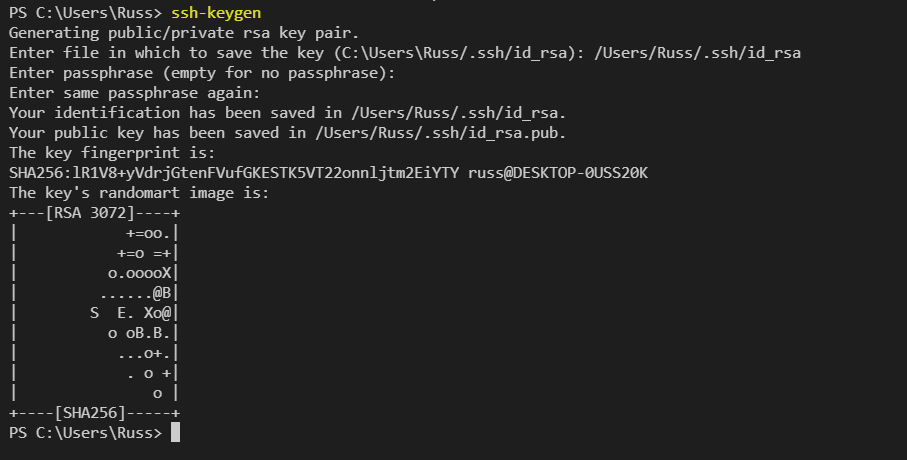 PS C:\Users\Russ> ssh-keygen
Generating public/private rsa key pair.
Enter file in which to save the key (C:\Users\Russ/.ssh/id_rsa): /Users/Russ/.ssh/id_rsa
Enter passphrase (empty for no passphrase):
Enter same passphrase again:
Your identification has been saved in /Users/Russ/.ssh/id_rsa.
Your public key has been saved in /Users/Russ/.ssh/id_rsa.pub.
The key fingerprint is:
SHA256:lR1V8+yVdrjGtenFVufGKESTK5VT22onnljtm2EiYTY russ@DESKTOP-0USS20K
The key's randomart image is:
+---[RSA 3072]----+
|            +=oo.|
|           +=o =+|
|          o.ooooX|
|         ......@B|
|        S  E. Xo@|
|          o oB.B.|
|           ...o+.|
|            . o +|
|               o |
+----[SHA256]-----+
PS C:\Users\Russ>